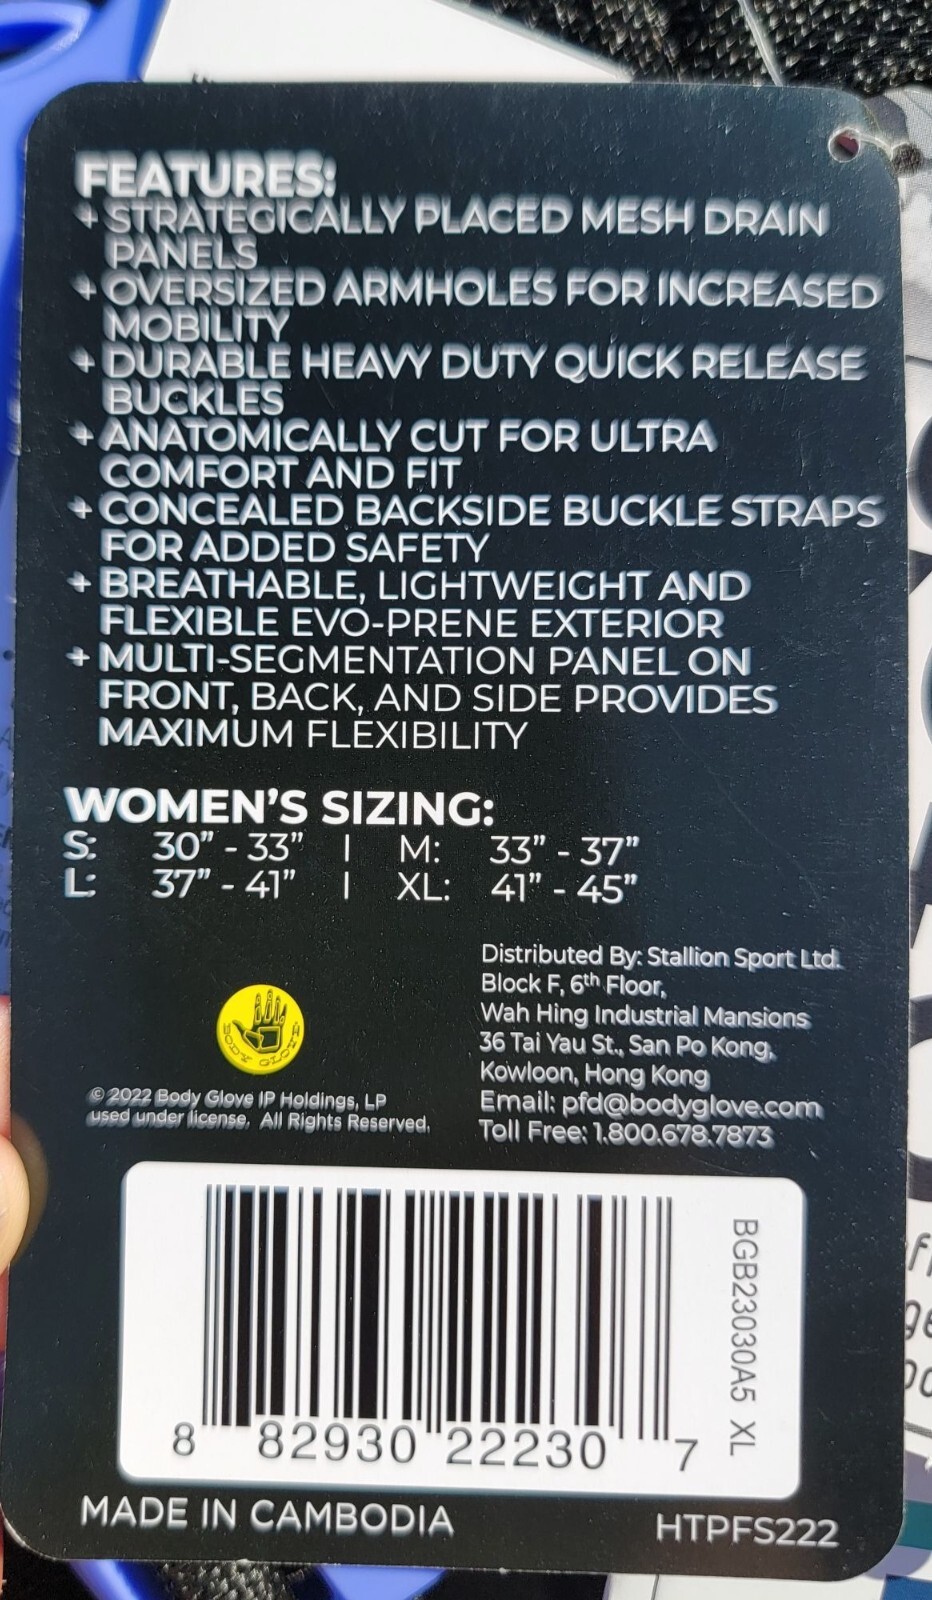 FEATURES:
+ STRATEGICALLY PLACED MESH DRAIN
PANELS
+ OVERSIZED ARMHOLES FOR INCREASED
MOBILITY
+ DURABLE HEAVY DUTY QUICK RELEASE
BUCKLES
+ ANATOMICALLY CUT FOR ULTRA
COMFORT AND FIT
+ CONCEALED BACKSIDE BUCKLE STRAPS
FOR ADDED SAFETY
+ BREATHABLE, LIGHTWEIGHT AND
FLEXIBLE EVO-PRENE EXTERIOR
+ MULTI-SEGMENTATION PANEL ON
FRONT, BACK, AND SIDE PROVIDES
MAXIMUM FLEXIBILITY
WOMEN'S SIZING:
S: 30” - 33” | M: 33” - 37”
L: 37” - 41” | XL: 41” - 45”
Distributed By: Stallion Sport Ltd.
Block F, 6th Floor,
Wah Hing Industrial Mansions
36 Tai Yau St., San Po Kong,
Kowloon, Hong Kong
Email: pfd@bodyglove.com
Toll Free: 1.800.678.7873
BODY GLOVE
© 2022 Body Glove IP Holdings, LP
used under license. All Rights Reserved.
BGB23030A5 XL
8 82930 22230 7
MADE IN CAMBODIA HTPFS222